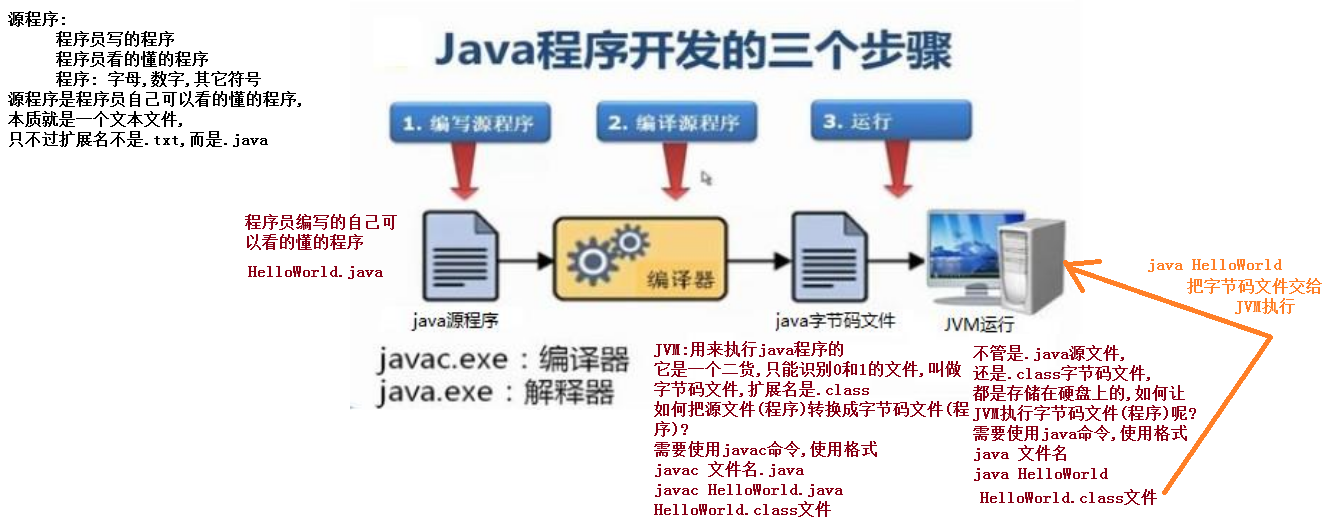 源程序:
程序员写的程序
程序员看的懂的程序
程序: 字母,数字,其它符号
源程序是程序员自己可以看的懂的程序,
本质就是一个文本文件,
只不过扩展名不是.txt,而是.java
Java程序开发的三个步骤
1. 编写源程序
2. 编译源程序
3. 运行
程序员编写的自己可
以看的懂的程序
HelloWorld.java
编译器
java源程序
java字节码文件
JVM运行
java HelloWorld
把字节码文件交给
JVM执行
javac.exe：编译器
java.exe：解释器
JVM:用来执行java程序的
它是一个二货,只能识别0和1的文件,叫做
字节码文件,扩展名是.class
如何把源文件(程序)转换成字节码文件(程
序)?
需要使用javac命令,使用格式
javac 文件名.java
javac HelloWorld.java
HelloWorld.class文件
不管是.java源文件,
还是.class字节码文件,
都是存储在硬盘上的,如何让
JVM执行字节码文件(程序)呢?
需要使用java命令,使用格式
java 文件名
java HelloWorld
HelloWorld.class文件